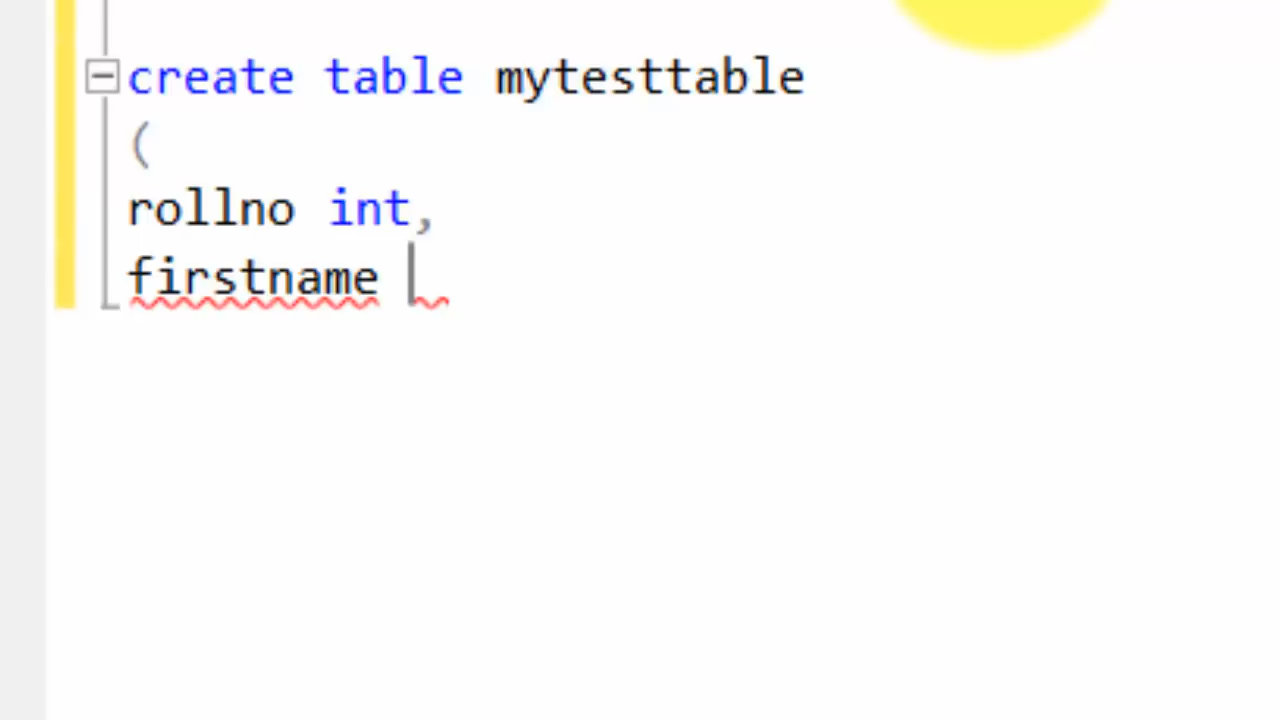 create table mytesttable
(
rollno int,
firstname